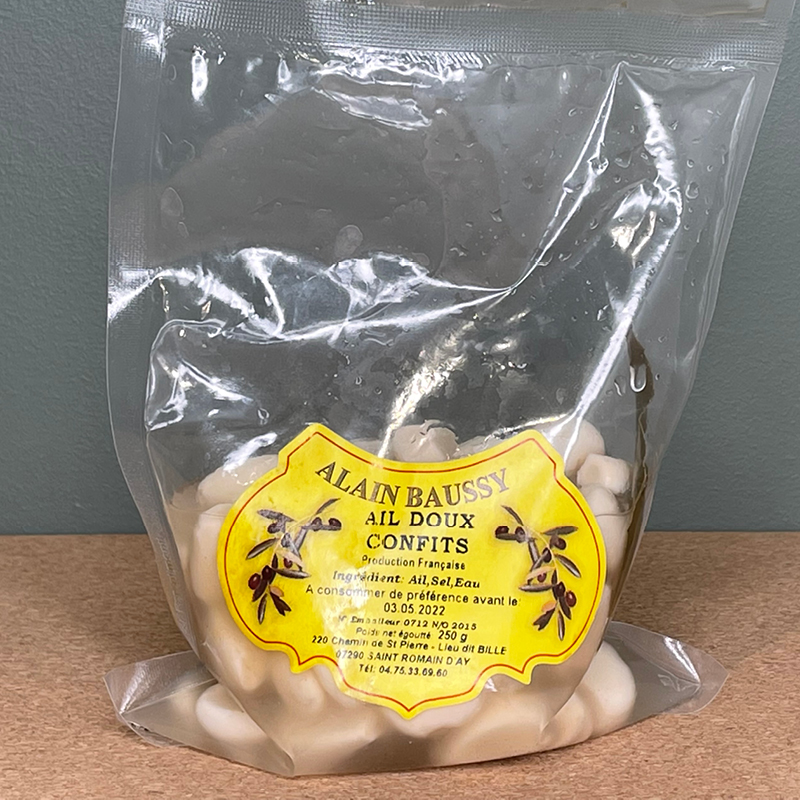 ALAIN BAUSSY
AIL DOUX
CONFITS
Production Française
Ingrédient: Ail,Sel,Eau
A consommer de préférence avant le:
03.05.2022
N° Emballeur 0712 N/O 2015
Poids net égoutté 250 g
220 Chemin de St Pierre - Lieu dit BILLE
07290 SAINT ROMAIN D'AY
Tél: 04.75.33.69.60